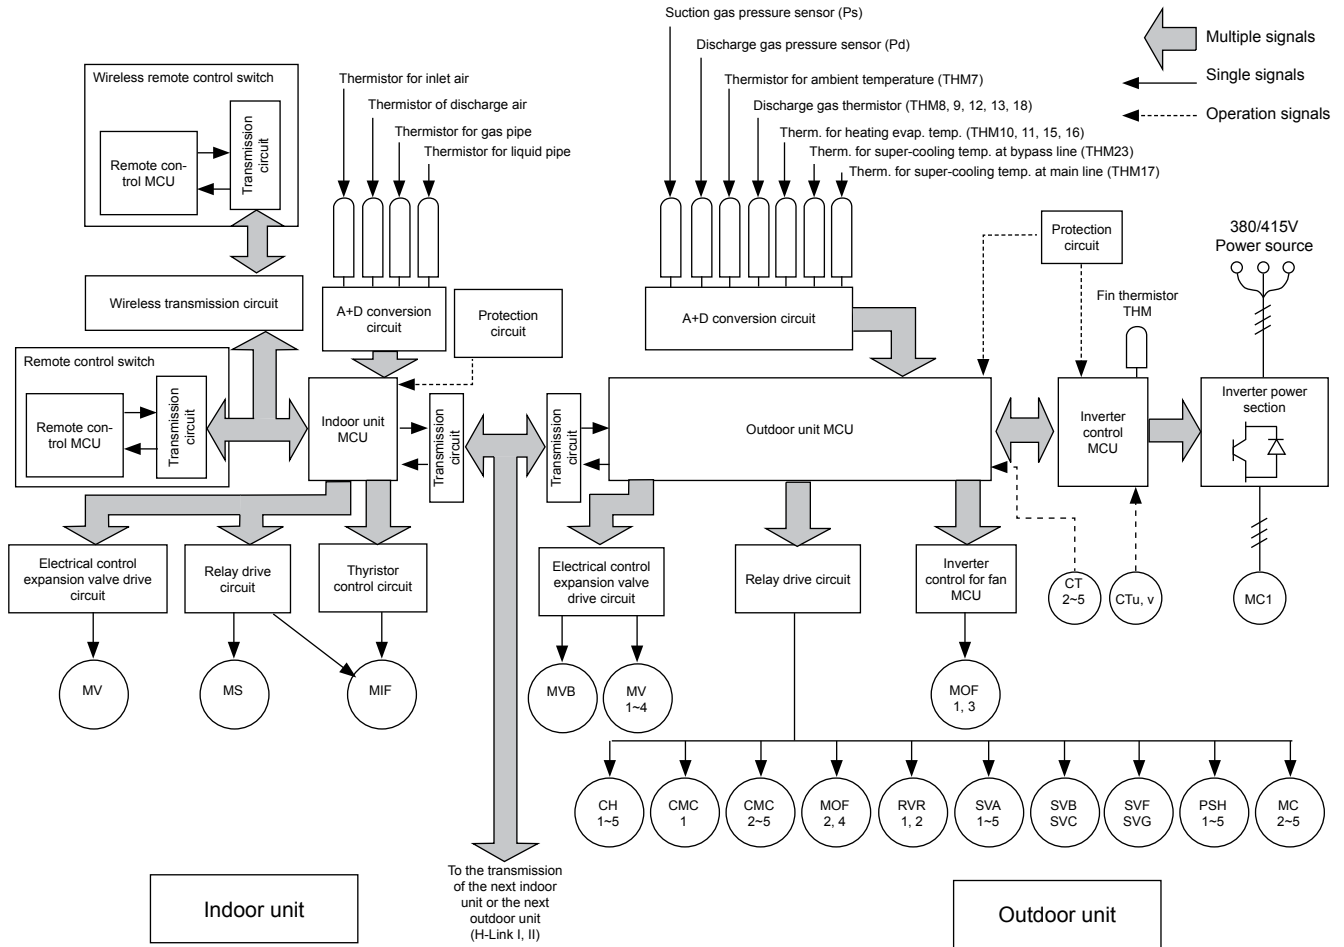 Suction gas pressure sensor (Ps)
Discharge gas pressure sensor (Pd)
Thermistor for ambient temperature (THM7)
Discharge gas thermistor (THM8, 9, 12, 13, 18)
Therm. for heating evap. temp. (THM10, 11, 15, 16)
Therm. for super-cooling temp. at bypass line (THM23)
Therm. for super-cooling temp. at main line (THM17)
Multiple signals
Single signals
Operation signals
Wireless remote control switch
Remote con-
trol MCU
Transmission
circuit
Thermistor for inlet air
Thermistor of discharge air
Thermistor for gas pipe
Thermistor for liquid pipe
Wireless transmission circuit
A+D conversion
circuit
Protection
circuit
A+D conversion circuit
Protection
circuit
380/415V
Power source
Fin thermistor
THM
Remote control switch
Remote con-
trol MCU
Transmission
circuit
Indoor unit
MCU
Transmission
circuit
Transmission
circuit
Outdoor unit MCU
Inverter
control
MCU
Inverter power
section
Electrical control
expansion valve drive
circuit
Relay drive
circuit
Thyristor
control circuit
Electrical control
expansion valve
drive circuit
Relay drive circuit
Inverter
control for fan
MCU
CT
2~5
CTu, v
MC1
MV
MS
MIF
MVB
MV
1~4
MOF
1, 3
CH
1~5
CMC
1
CMC
2~5
MOF
2, 4
RVR
1, 2
SVA
1~5
SVB
SVC
SVF
SVG
PSH
1~5
MC
2~5
To the transmission
of the next indoor
unit or the next
outdoor unit
(H-Link I, II)
Indoor unit
Outdoor unit